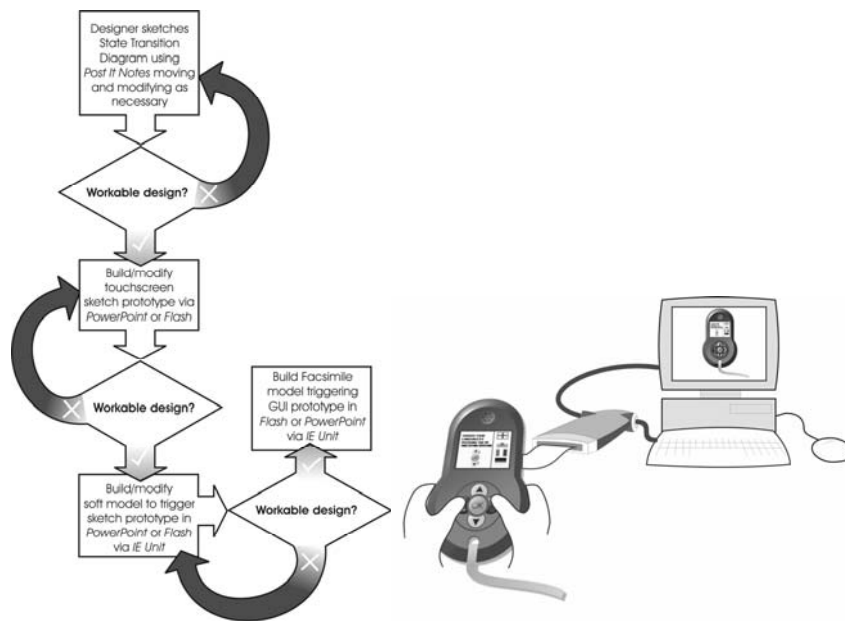 Designer sketches
State Transition
Diagram using
Post It Notes moving
and modifying as
necessary
Workable design?
Build/modify
touchscreen
sketch prototype via
PowerPoint or Flash
Workable design?
Build/modify
soft model to trigger
sketch prototype in
PowerPoint or Flash
via IE Unit
Workable design?
Build Facsimile
model triggering
GUI prototype in
Flash or PowerPoint
via IE Unit
OK